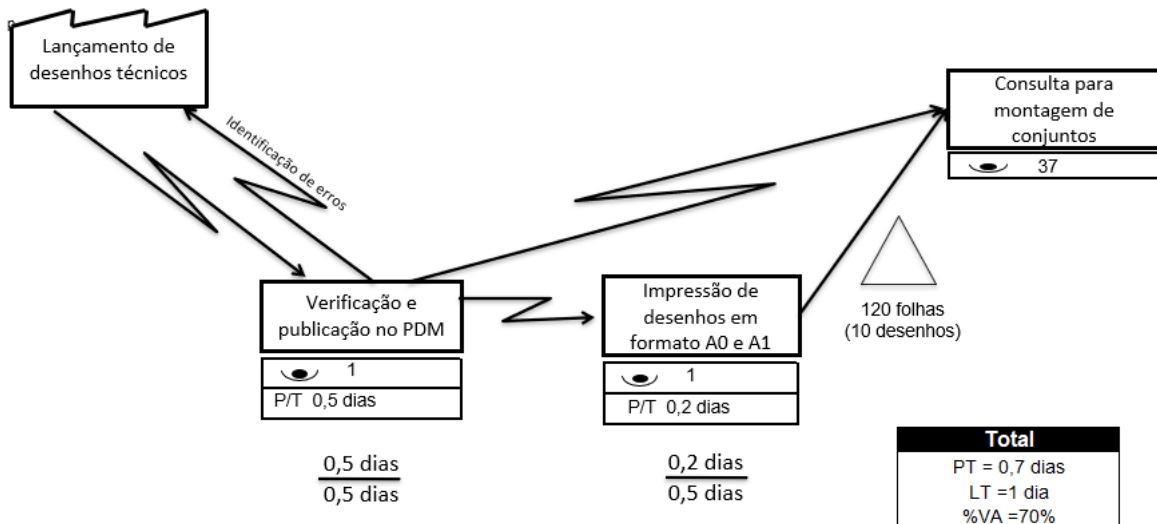 Lançamento de
desenhos técnicos
Identificação de erros
Consulta para
montagem de
conjuntos
37
Verificação e
publicação no PDM
1
P/T 0,5 dias
Impressão de
desenhos em
formato A0 e A1
1
P/T 0,2 dias
120 folhas
(10 desenhos)
0,5 dias
0,5 dias
0,2 dias
0,5 dias
Total
PT = 0,7 dias
LT =1 dia
%VA =70%